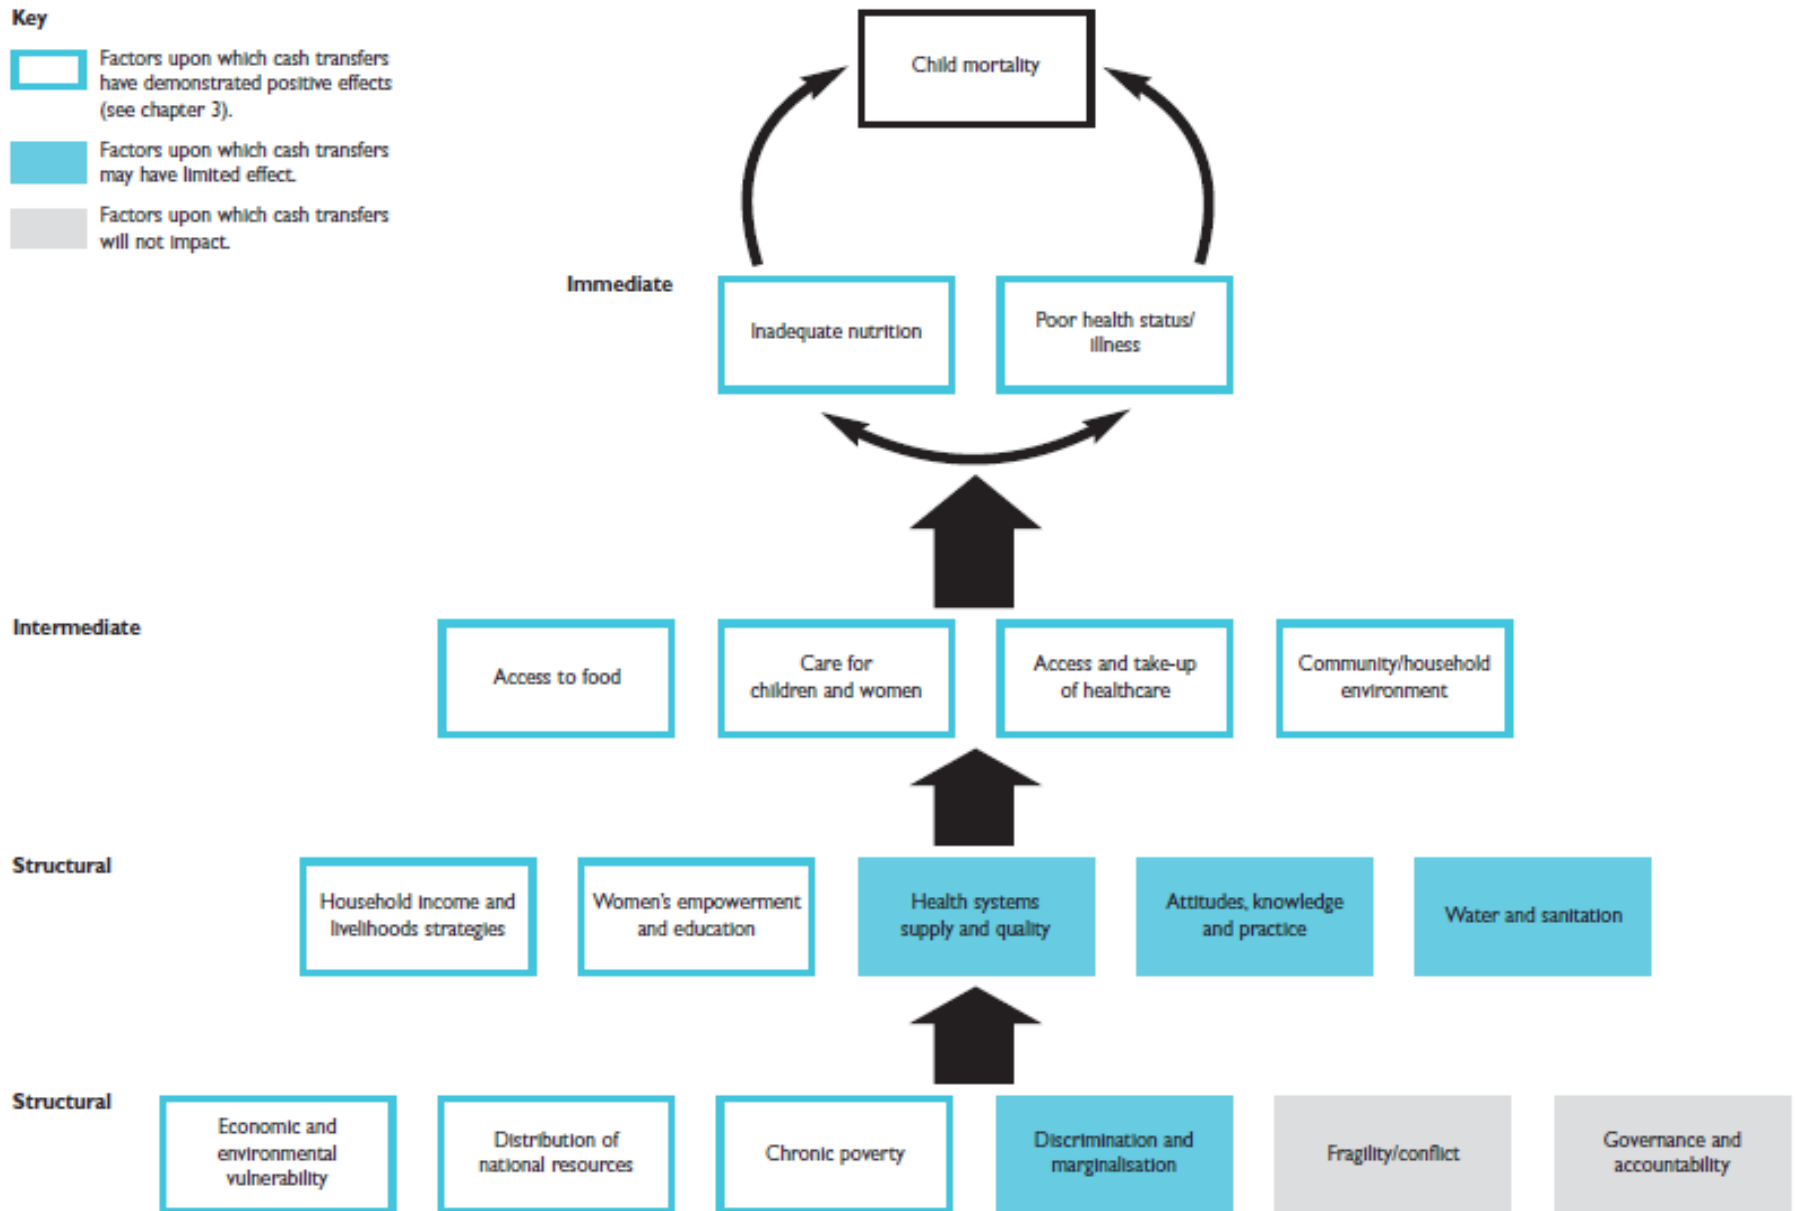 Key
Factors upon which cash transfers
have demonstrated positive effects
(see chapter 3).
Factors upon which cash transfers
may have limited effect.
Factors upon which cash transfers
will not impact.
Child mortality
Immediate
Inadequate nutrition
Poor health status/
illness
Intermediate
Access to food
Care for
children and women
Access and take-up
of healthcare
Community/household
environment
Structural
Household income and
livelihoods strategies
Women's empowerment
and education
Health systems
supply and quality
Attitudes, knowledge
and practice
Water and sanitation
Structural
Economic and
environmental
vulnerability
Distribution of
national resources
Chronic poverty
Discrimination and
marginalisation
Fragility/conflict
Governance and
accountability